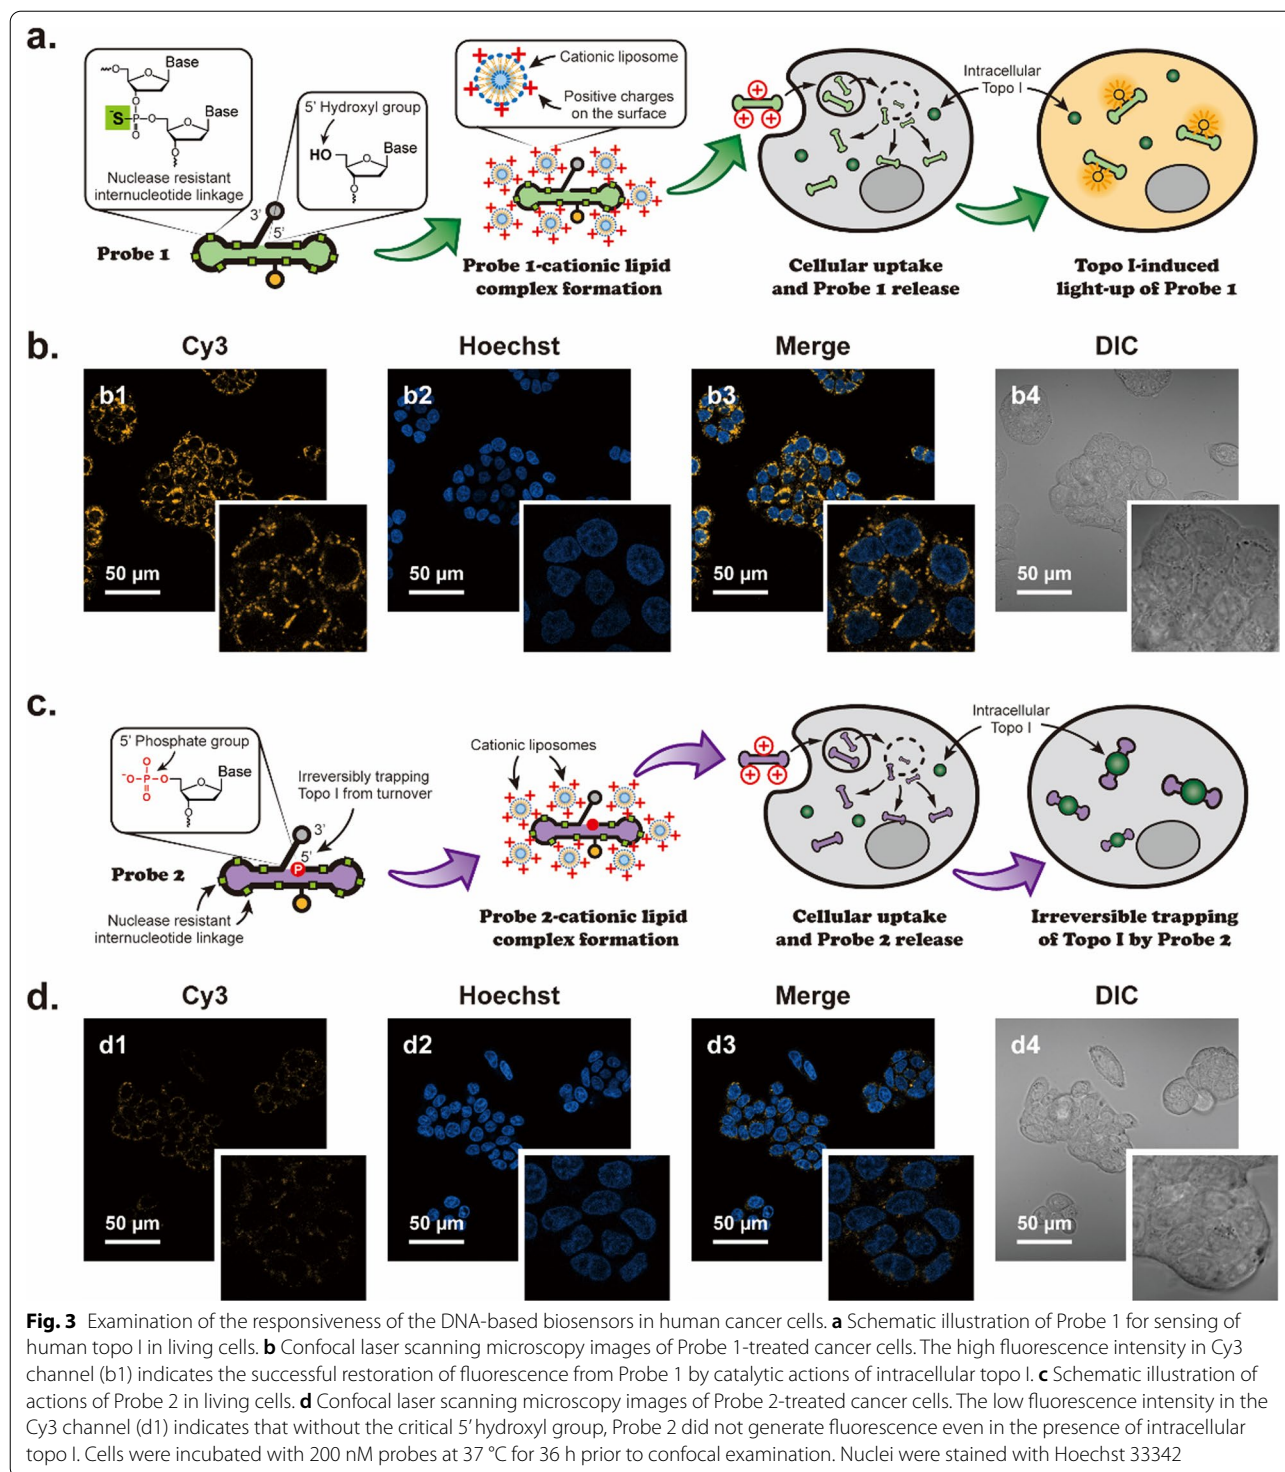 a.
Base
O
O
Base
⁻S–P–O
O
O
Nuclease resistant
internucleotide linkage
5' Hydroxyl group
HO
O
Base
O
3'
5'
Probe 1
Cationic liposome
Positive charges
on the surface
Probe 1-cationic lipid
complex formation
Intracellular
Topo I
Cellular uptake
and Probe 1 release
Topo I-induced
light-up of Probe 1
b.
Cy3
Hoechst
Merge
DIC
b1
b2
b3
b4
50 µm
50 µm
50 µm
50 µm
c.
5' Phosphate group
O
⁻O–P–O
O
O
Base
O
Irreversibly trapping
Topo I from turnover
3'
5'
P
Probe 2
Nuclease resistant
internucleotide linkage
Cationic liposomes
Probe 2-cationic lipid
complex formation
Intracellular
Topo I
Cellular uptake
and Probe 2 release
Irreversible trapping
of Topo I by Probe 2
d.
Cy3
Hoechst
Merge
DIC
d1
d2
d3
d4
50 µm
50 µm
50 µm
50 µm
Fig. 3 Examination of the responsiveness of the DNA-based biosensors in human cancer cells. a Schematic illustration of Probe 1 for sensing of
human topo I in living cells. b Confocal laser scanning microscopy images of Probe 1-treated cancer cells. The high fluorescence intensity in Cy3
channel (b1) indicates the successful restoration of fluorescence from Probe 1 by catalytic actions of intracellular topo I. c Schematic illustration of
actions of Probe 2 in living cells. d Confocal laser scanning microscopy images of Probe 2-treated cancer cells. The low fluorescence intensity in the
Cy3 channel (d1) indicates that without the critical 5' hydroxyl group, Probe 2 did not generate fluorescence even in the presence of intracellular
topo I. Cells were incubated with 200 nM probes at 37 °C for 36 h prior to confocal examination. Nuclei were stained with Hoechst 33342